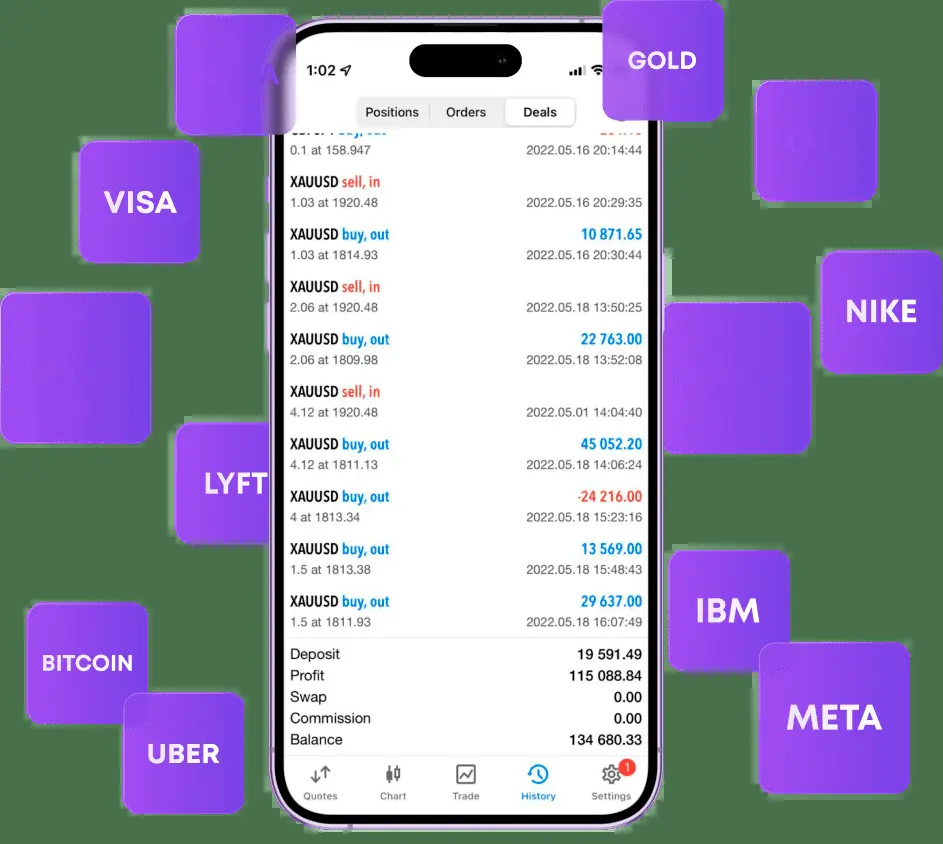 GOLD
VISA
NIKE
LYFT
BITCOIN
UBER
IBM
META
1:02
Positions Orders Deals
0.1 at 158.947 2022.05.16 20:14:44
XAUUSD sell, in
1.03 at 1920.48 2022.05.16 20:29:35
XAUUSD buy, out 10 871.65
1.03 at 1814.93 2022.05.16 20:30:44
XAUUSD sell, in
2.06 at 1920.48 2022.05.18 13:50:25
XAUUSD buy, out 22 763.00
2.06 at 1809.98 2022.05.18 13:52:08
XAUUSD sell, in
4.12 at 1920.48 2022.05.01 14:04:40
XAUUSD buy, out 45 052.20
4.12 at 1811.13 2022.05.18 14:06:24
XAUUSD buy, out -24 216.00
4 at 1813.34 2022.05.18 15:23:16
XAUUSD buy, out 13 569.00
1.5 at 1813.38 2022.05.18 15:48:43
XAUUSD buy, out 29 637.00
1.5 at 1811.93 2022.05.18 16:07:49
Deposit 19 591.49
Profit 115 088.84
Swap 0.00
Commission 0.00
Balance 134 680.33
1
Quotes Chart Trade History Settings